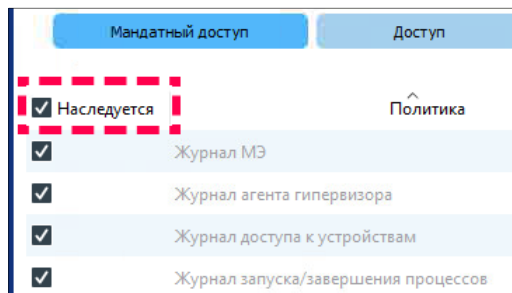 Мандатный доступ Доступ
Наследуется Политика
Журнал МЭ
Журнал агента гипервизора
Журнал доступа к устройствам
Журнал запуска/завершения процессов